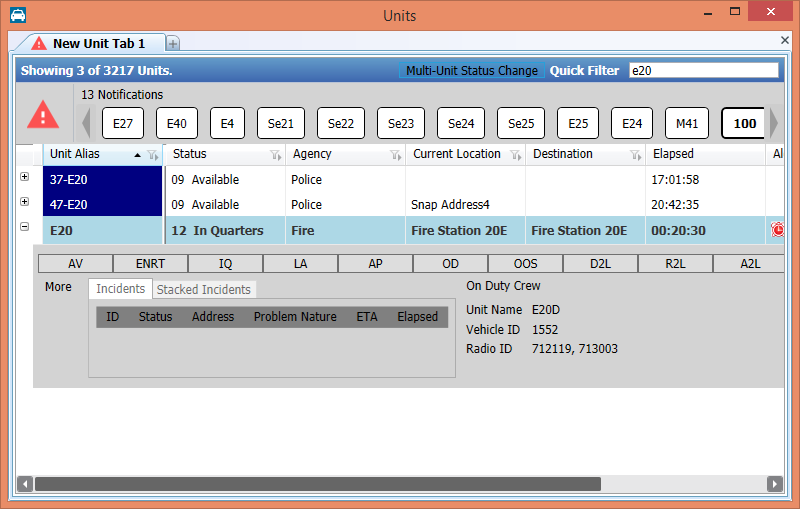 Units
New Unit Tab 1
Showing 3 of 3217 Units. Multi-Unit Status Change Quick Filter e20
13 Notifications
E27 E40 E4 Se21 Se22 Se23 Se24 Se25 E25 E24 M41 100
Unit Alias Status Agency Current Location Destination Elapsed Al
37-E20 09 Available Police 17:01:58
47-E20 09 Available Police Snap Address4 20:42:35
E20 12 In Quarters Fire Fire Station 20E Fire Station 20E 00:20:30
AV ENRT IQ LA AP OD OOS D2L R2L A2L
More Incidents Stacked Incidents On Duty Crew
ID Status Address Problem Nature ETA Elapsed
Unit Name E20D
Vehicle ID 1552
Radio ID 712119, 713003